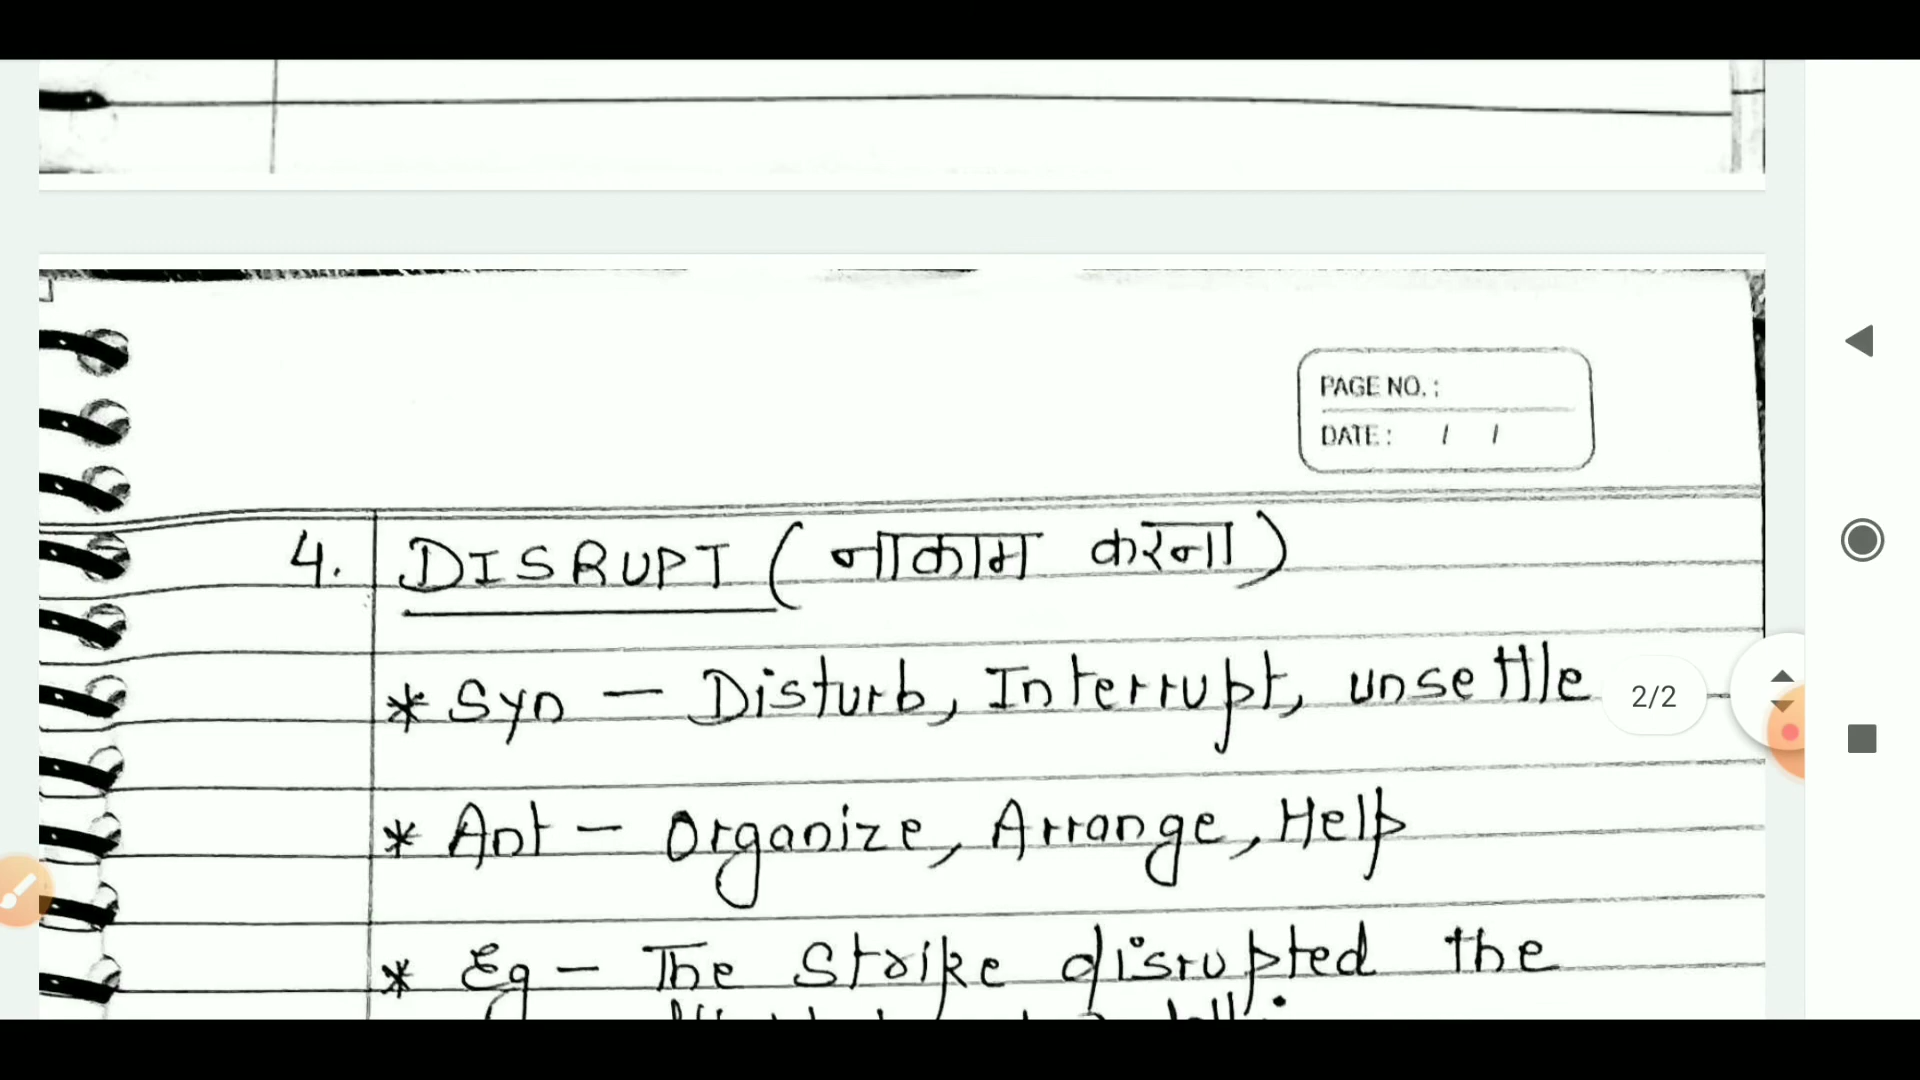 PAGE NO. :
DATE : / /
4. DISRUPT ( नाकाम करना )
* Syn – Disturb, Interrupt, unsettle
2/2
* Ant – Organize, Arrange, Help
* Eg – The Strike disrupted the